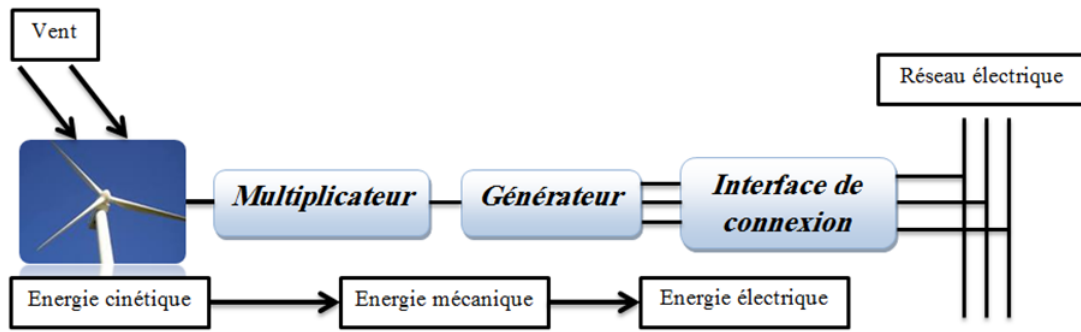 Vent
Réseau électrique
Multiplicateur
Générateur
Interface de
connexion
Energie cinétique
Energie mécanique
Energie électrique